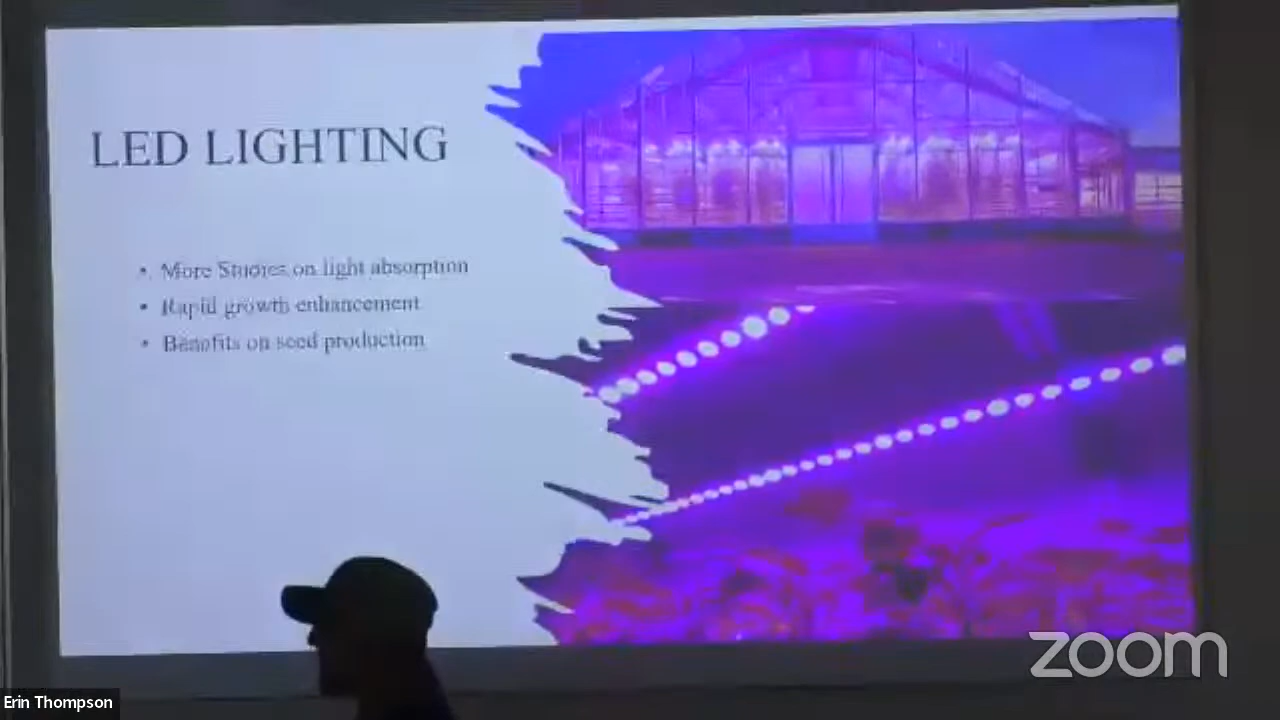 LED LIGHTING
• More Studies on light absorption
• Rapid growth enhancement
• Benefits on seed production
zoom
Erin Thompson